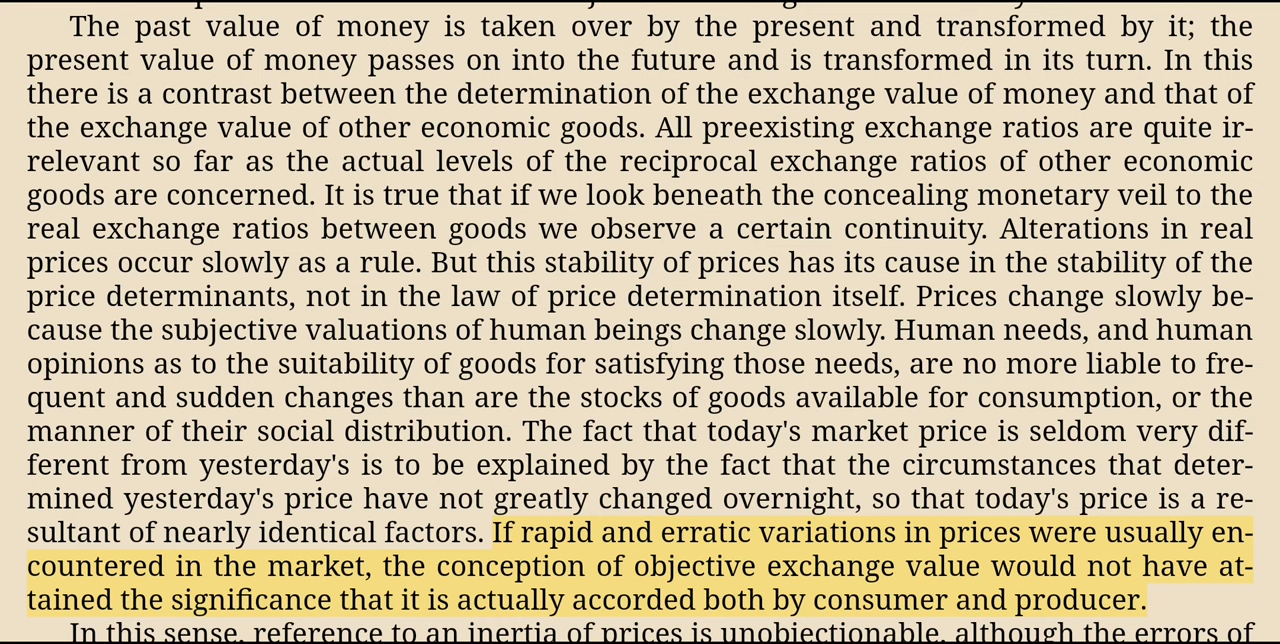 The past value of money is taken over by the present and transformed by it; the
present value of money passes on into the future and is transformed in its turn. In this
there is a contrast between the determination of the exchange value of money and that of
the exchange value of other economic goods. All preexisting exchange ratios are quite ir-
relevant so far as the actual levels of the reciprocal exchange ratios of other economic
goods are concerned. It is true that if we look beneath the concealing monetary veil to the
real exchange ratios between goods we observe a certain continuity. Alterations in real
prices occur slowly as a rule. But this stability of prices has its cause in the stability of the
price determinants, not in the law of price determination itself. Prices change slowly be-
cause the subjective valuations of human beings change slowly. Human needs, and human
opinions as to the suitability of goods for satisfying those needs, are no more liable to fre-
quent and sudden changes than are the stocks of goods available for consumption, or the
manner of their social distribution. The fact that today's market price is seldom very dif-
ferent from yesterday's is to be explained by the fact that the circumstances that deter-
mined yesterday's price have not greatly changed overnight, so that today's price is a re-
sultant of nearly identical factors. If rapid and erratic variations in prices were usually en-
countered in the market, the conception of objective exchange value would not have at-
tained the significance that it is actually accorded both by consumer and producer.
In this sense, reference to an inertia of prices is unobjectionable, although the errors of